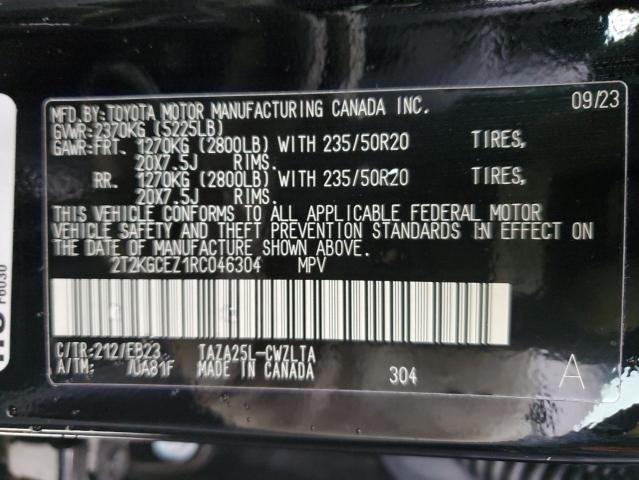 MFD.BY:TOYOTA MOTOR MANUFACTURING CANADA INC. 09/23
GVWR:2370KG (5225LB)
GAWR:FRT. 1270KG (2800LB) WITH 235/50R20 TIRES,
20X7.5J RIMS.
RR. 1270KG (2800LB) WITH 235/50R20 TIRES,
20X7.5J RIMS.
THIS VEHICLE CONFORMS TO ALL APPLICABLE FEDERAL MOTOR
VEHICLE SAFETY AND THEFT PREVENTION STANDARDS IN EFFECT ON
THE DATE OF MANUFACTURE SHOWN ABOVE.
2T2KGCEZ1RC046304 MPV
C/TR:212/EB23 TAZA25L-CWZLTA
A/TM: /UA81F MADE IN CANADA 304 A
F6030